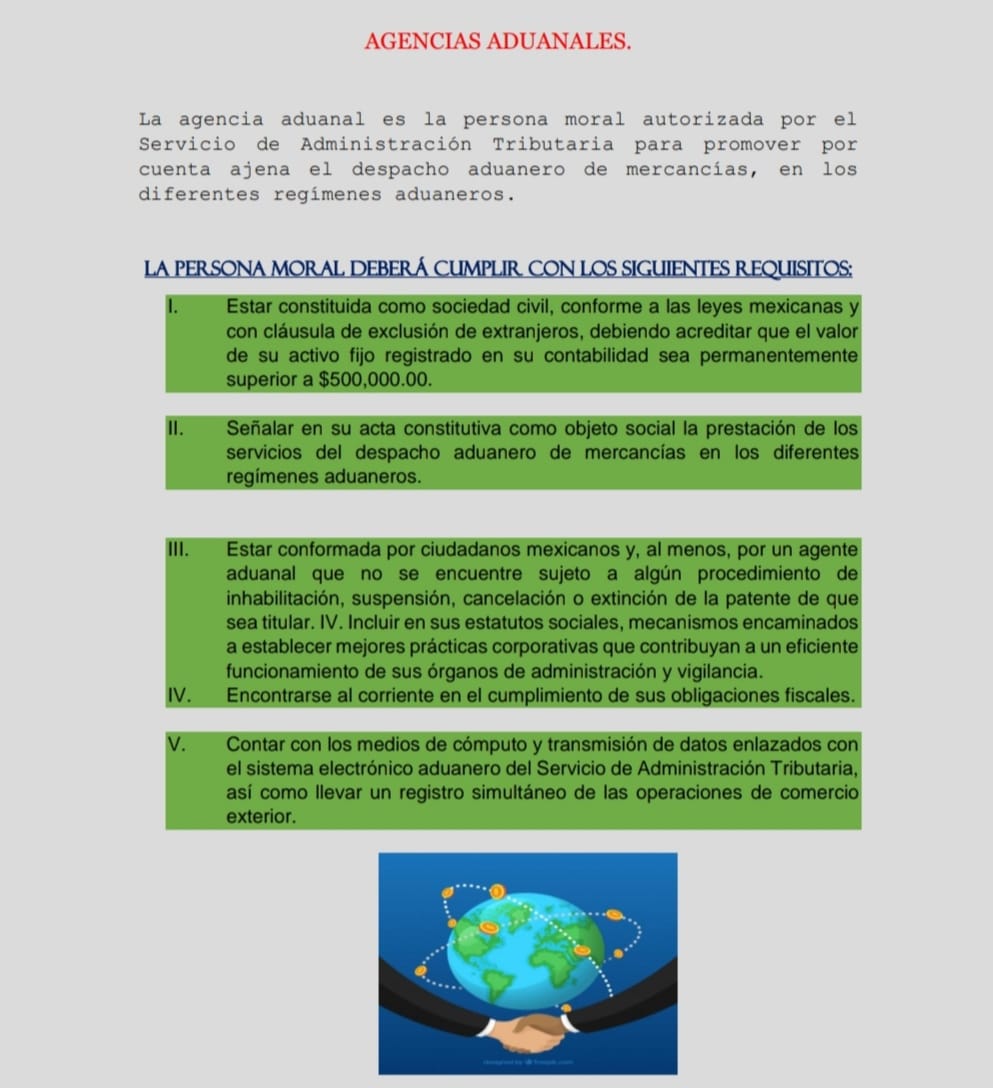 AGENCIAS ADUANALES.
La agencia aduanal es la persona moral autorizada por el
Servicio de Administración Tributaria para promover por
cuenta ajena el despacho aduanero de mercancías, en los
diferentes regímenes aduaneros.
LA PERSONA MORAL DEBERÁ CUMPLIR CON LOS SIGUIENTES REQUISITOS:
I. Estar constituida como sociedad civil, conforme a las leyes mexicanas y
con cláusula de exclusión de extranjeros, debiendo acreditar que el valor
de su activo fijo registrado en su contabilidad sea permanentemente
superior a $500,000.00.
II. Señalar en su acta constitutiva como objeto social la prestación de los
servicios del despacho aduanero de mercancías en los diferentes
regímenes aduaneros.
III. Estar conformada por ciudadanos mexicanos y, al menos, por un agente
aduanal que no se encuentre sujeto a algún procedimiento de
inhabilitación, suspensión, cancelación o extinción de la patente de que
sea titular. IV. Incluir en sus estatutos sociales, mecanismos encaminados
a establecer mejores prácticas corporativas que contribuyan a un eficiente
funcionamiento de sus órganos de administración y vigilancia.
IV. Encontrarse al corriente en el cumplimiento de sus obligaciones fiscales.
V. Contar con los medios de cómputo y transmisión de datos enlazados con
el sistema electrónico aduanero del Servicio de Administración Tributaria,
así como llevar un registro simultáneo de las operaciones de comercio
exterior.
designed by freepik.com